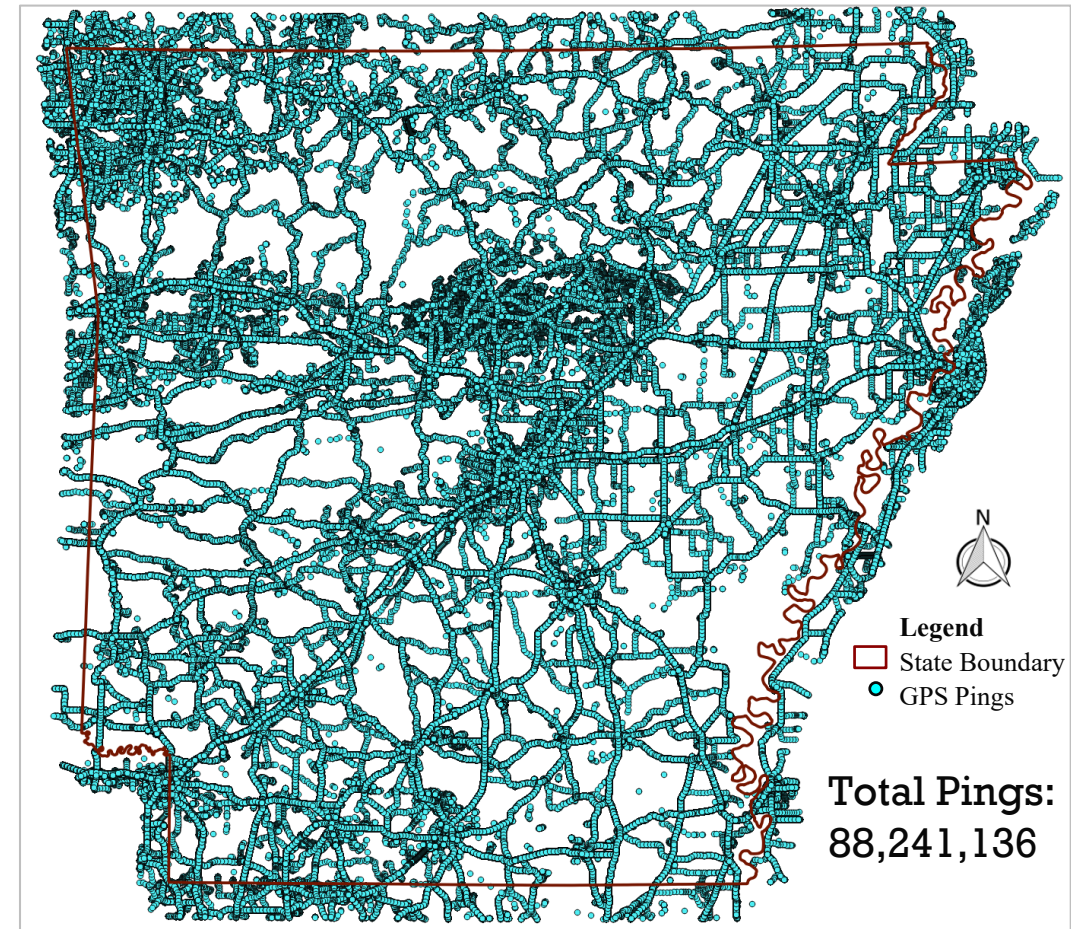 N
Legend
State Boundary
GPS Pings
Total Pings:
88,241,136